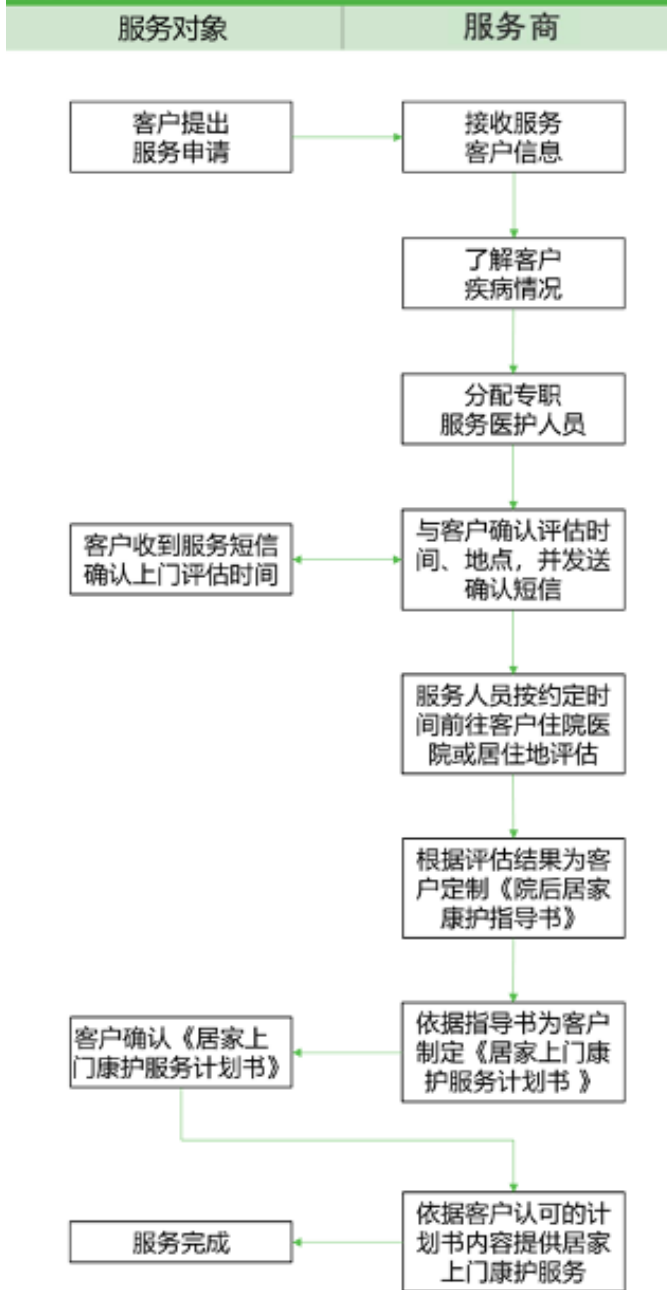 服务对象
服务商
客户提出
服务申请
接收服务
客户信息
了解客户
疾病情况
分配专职
服务医护人员
客户收到服务短信
确认上门评估时间
与客户确认评估时
间、地点，并发送
确认短信
服务人员按约定时
间前往客户住院医
院或居住地评估
根据评估结果为客
户定制《院后居家
康护指导书》
依据指导书为客户
制定《居家上门康
护服务计划书 》
客户确认《居家上
门康护服务计划书》
依据客户认可的计
划书内容提供居家
上门康护服务
服务完成